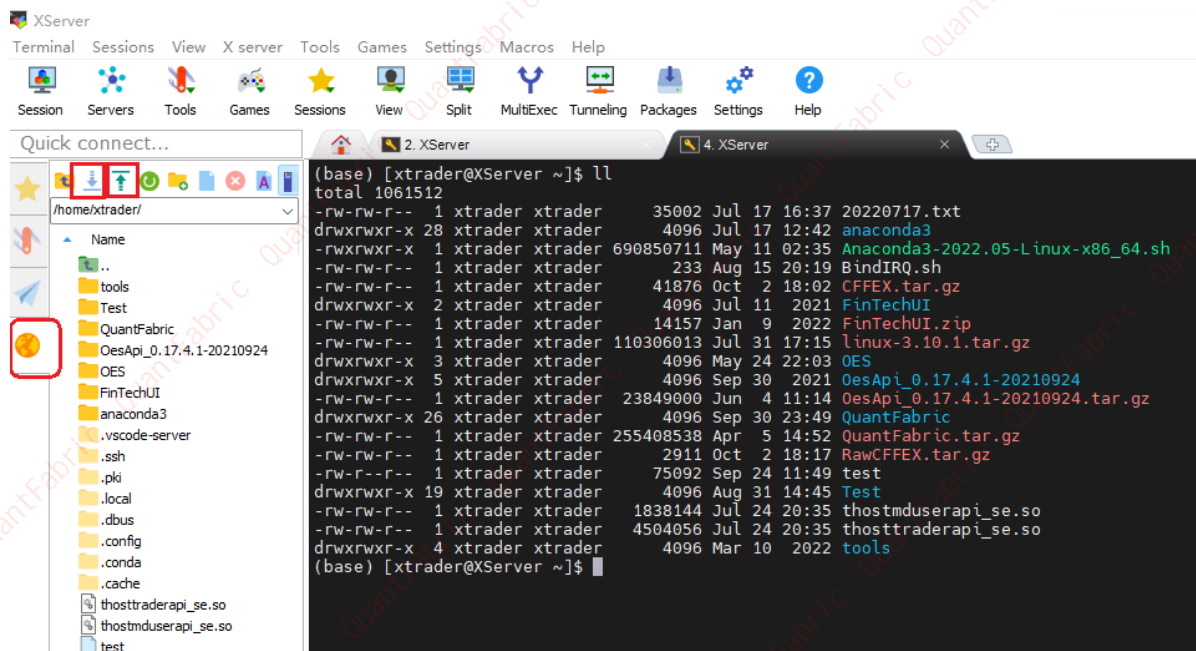 XServer
Terminal Sessions View X server Tools Games Settings Macros Help
Session Servers Tools Games Sessions View Split MultiExec Tunneling Packages Settings Help
Quick connect...
2. XServer
4. XServer
/home/xtrader/
Name
..
tools
Test
QuantFabric
OesApi_0.17.4.1-20210924
OES
FinTechUI
anaconda3
.vscode-server
.ssh
.pki
.local
.dbus
.config
.conda
.cache
thosttraderapi_se.so
thostmduserapi_se.so
test
(base) [xtrader@XServer ~]$ ll
total 1061512
-rw-rw-r-- 1 xtrader xtrader 35002 Jul 17 16:37 20220717.txt
drwxrwxr-x 28 xtrader xtrader 4096 Jul 17 12:42 anaconda3
-rwxrwxr-x 1 xtrader xtrader 690850711 May 11 02:35 Anaconda3-2022.05-Linux-x86_64.sh
-rw-rw-r-- 1 xtrader xtrader 233 Aug 15 20:19 BindIRQ.sh
-rw-rw-r-- 1 xtrader xtrader 41876 Oct 2 18:02 CFFEX.tar.gz
drwxrwxr-x 2 xtrader xtrader 4096 Jul 11 2021 FinTechUI
-rw-rw-r-- 1 xtrader xtrader 14157 Jan 9 2022 FinTechUI.zip
-rw-rw-r-- 1 xtrader xtrader 110306013 Jul 31 17:15 linux-3.10.1.tar.gz
drwxrwxr-x 3 xtrader xtrader 4096 May 24 22:03 OES
drwxrwxr-x 5 xtrader xtrader 4096 Sep 30 2021 OesApi_0.17.4.1-20210924
-rw-rw-r-- 1 xtrader xtrader 23849000 Jun 4 11:14 OesApi_0.17.4.1-20210924.tar.gz
drwxrwxr-x 26 xtrader xtrader 4096 Sep 30 23:49 QuantFabric
-rw-rw-r-- 1 xtrader xtrader 255408538 Apr 5 14:52 QuantFabric.tar.gz
-rw-rw-r-- 1 xtrader xtrader 2911 Oct 2 18:17 RawCFFEX.tar.gz
-rw-r--r-- 1 xtrader xtrader 75092 Sep 24 11:49 test
drwxrwxr-x 19 xtrader xtrader 4096 Aug 31 14:45 Test
-rw-rw-r-- 1 xtrader xtrader 1838144 Jul 24 20:35 thostmduserapi_se.so
-rw-rw-r-- 1 xtrader xtrader 4504056 Jul 24 20:35 thosttraderapi_se.so
drwxrwxr-x 4 xtrader xtrader 4096 Mar 10 2022 tools
(base) [xtrader@XServer ~]$
QuantFabric